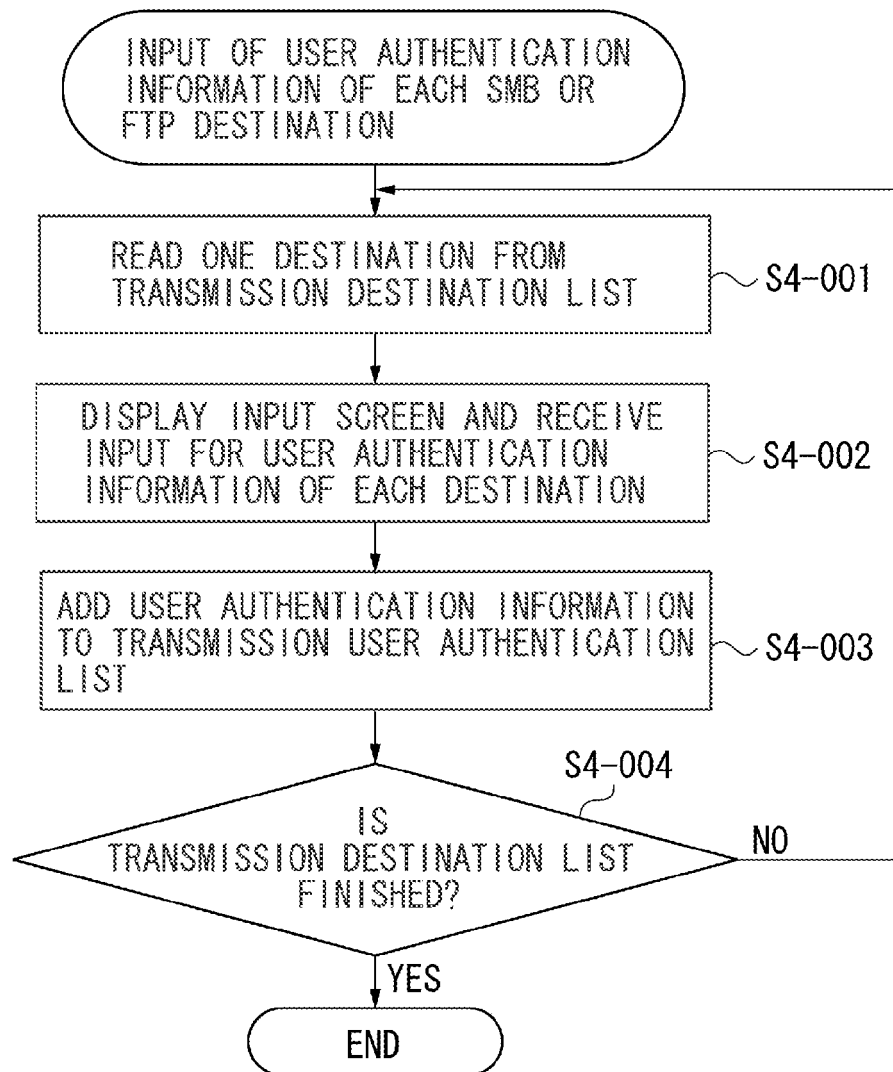 INPUT OF USER AUTHENTICATION
INFORMATION OF EACH SMB OR
FTP DESTINATION
READ ONE DESTINATION FROM
TRANSMISSION DESTINATION LIST
S4-001
DISPLAY INPUT SCREEN AND RECEIVE
INPUT FOR USER AUTHENTICATION
INFORMATION OF EACH DESTINATION
S4-002
ADD USER AUTHENTICATION INFORMATION
TO TRANSMISSION USER AUTHENTICATION
LIST
S4-003
S4-004
IS
TRANSMISSION DESTINATION LIST
FINISHED?
NO
YES
END